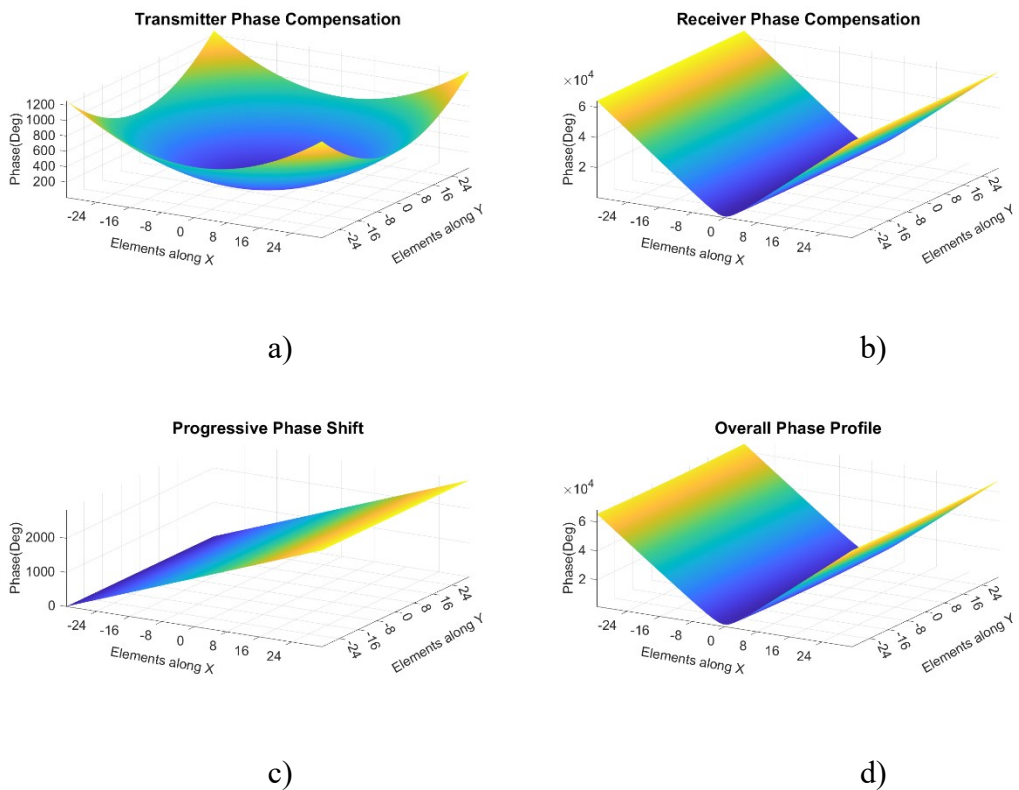 Transmitter Phase Compensation
Phase(Deg)
1200
1000
800
600
400
200
-24 -16 -8 0 8 16 24
Elements along X
-24 -16 -8 0 8 16 24
Elements along Y
a)
Receiver Phase Compensation
×10⁴
Phase(Deg)
6
4
2
-24 -16 -8 0 8 16 24
Elements along X
-24 -16 -8 0 8 16 24
Elements along Y
b)
Progressive Phase Shift
Phase(Deg)
2000
1000
0
-24 -16 -8 0 8 16 24
Elements along X
-24 -16 -8 0 8 16 24
Elements along Y
c)
Overall Phase Profile
×10⁴
Phase(Deg)
6
4
2
-24 -16 -8 0 8 16 24
Elements along X
-24 -16 -8 0 8 16 24
Elements along Y
d)